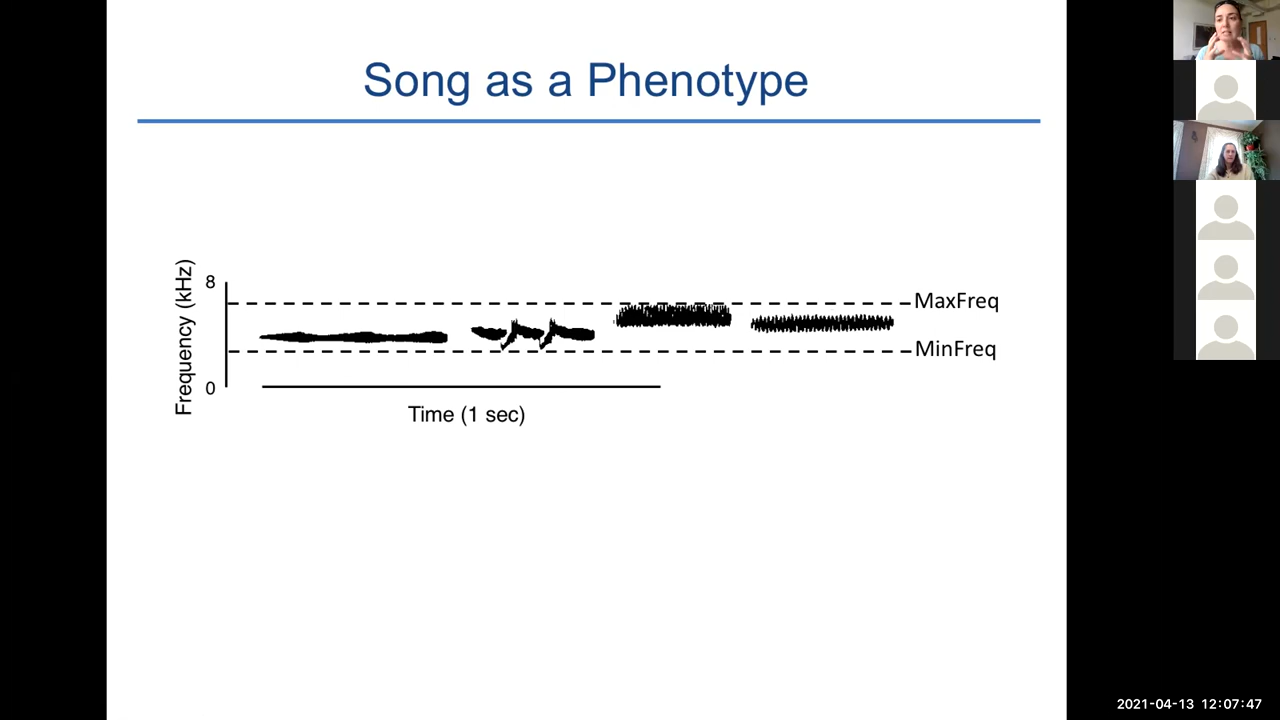 Song as a Phenotype
Frequency (kHz)
8
MaxFreq
MinFreq
0
Time (1 sec)
2021-04-13 12:07:47